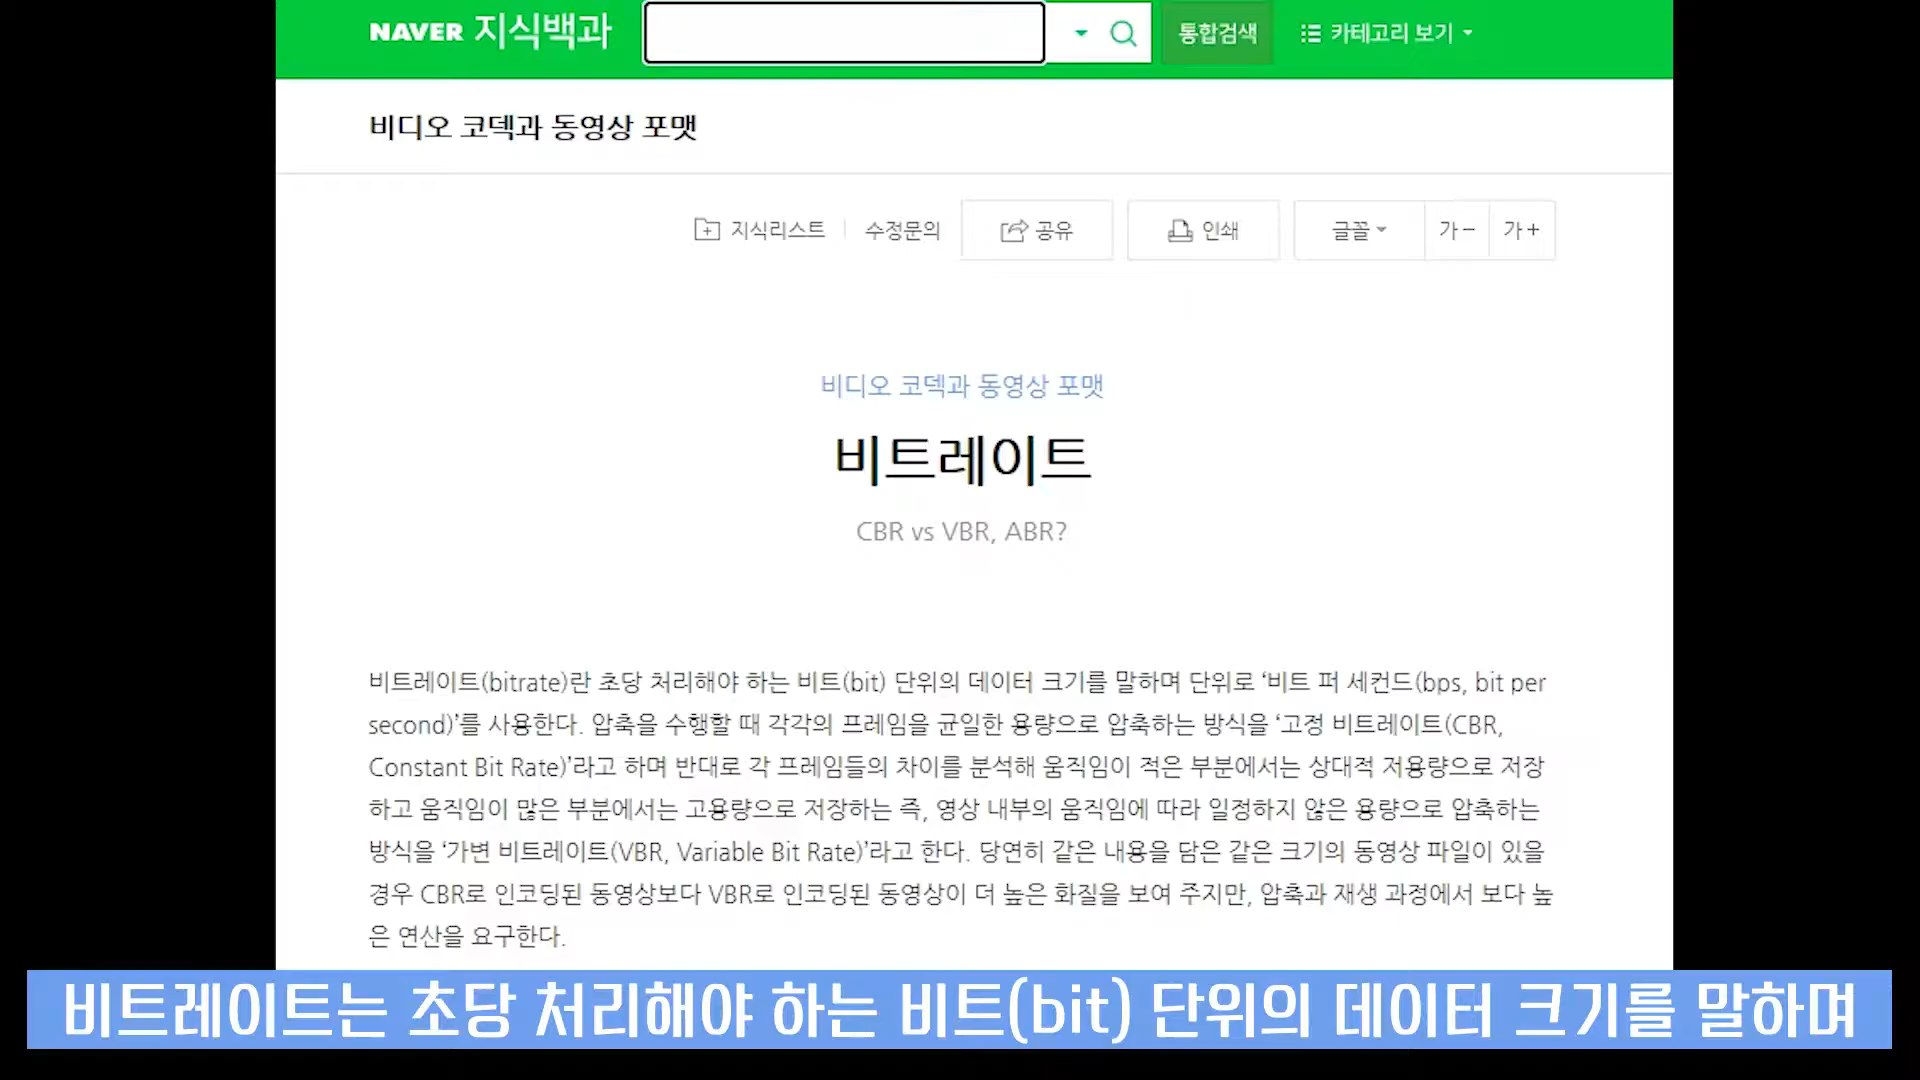 NAVER 지식백과
통합검색
카테고리 보기
비디오 코덱과 동영상 포맷
지식리스트
수정문의
공유
인쇄
글꼴
가-
가+
비디오 코덱과 동영상 포맷
비트레이트
CBR vs VBR, ABR?
비트레이트(bitrate)란 초당 처리해야 하는 비트(bit) 단위의 데이터 크기를 말하며 단위로 ‘비트 퍼 세컨드(bps, bit per
second)’를 사용한다. 압축을 수행할 때 각각의 프레임을 균일한 용량으로 압축하는 방식을 ‘고정 비트레이트(CBR,
Constant Bit Rate)’라고 하며 반대로 각 프레임들의 차이를 분석해 움직임이 적은 부분에서는 상대적 저용량으로 저장
하고 움직임이 많은 부분에서는 고용량으로 저장하는 즉, 영상 내부의 움직임에 따라 일정하지 않은 용량으로 압축하는
방식을 ‘가변 비트레이트(VBR, Variable Bit Rate)’라고 한다. 당연히 같은 내용을 담은 같은 크기의 동영상 파일이 있을
경우 CBR로 인코딩된 동영상보다 VBR로 인코딩된 동영상이 더 높은 화질을 보여 주지만, 압축과 재생 과정에서 보다 높
은 연산을 요구한다.
비트레이트는 초당 처리해야 하는 비트(bit) 단위의 데이터 크기를 말하며